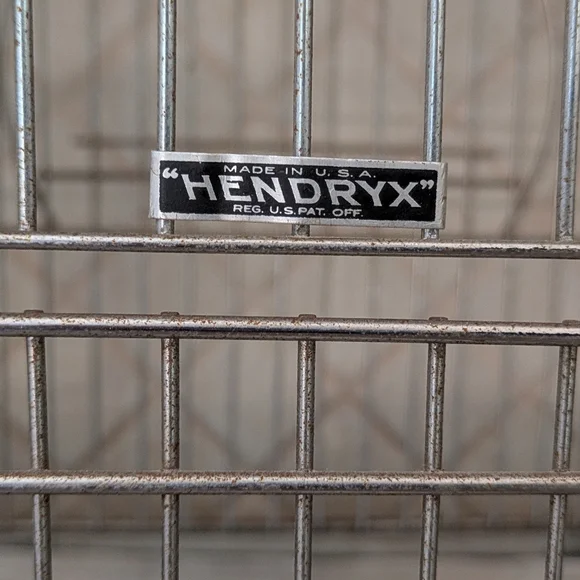 MADE IN U.S.A.
"HENDRYX"
REG. U.S.PAT. OFF.